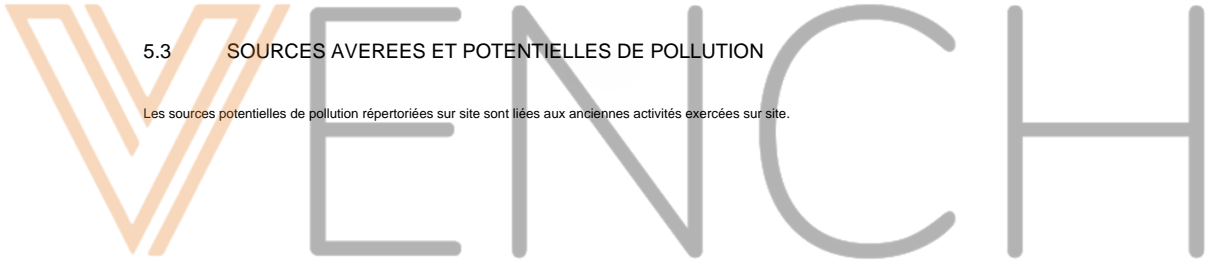 VENCH
5.3 SOURCES AVEREES ET POTENTIELLES DE POLLUTION
Les sources potentielles de pollution répertoriées sur site sont liées aux anciennes activités exercées sur site.